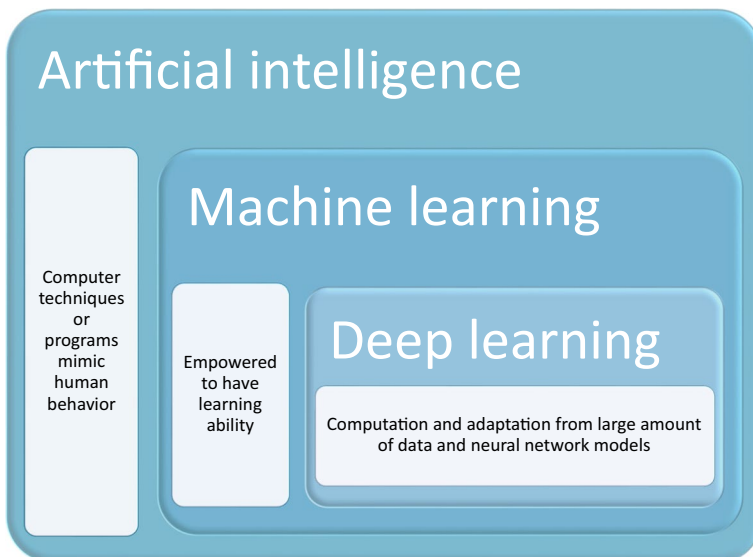 Artificial intelligence
Computer
techniques
or
programs
mimic
human
behavior
Machine learning
Empowered
to have
learning
ability
Deep learning
Computation and adaptation from large amount
of data and neural network models